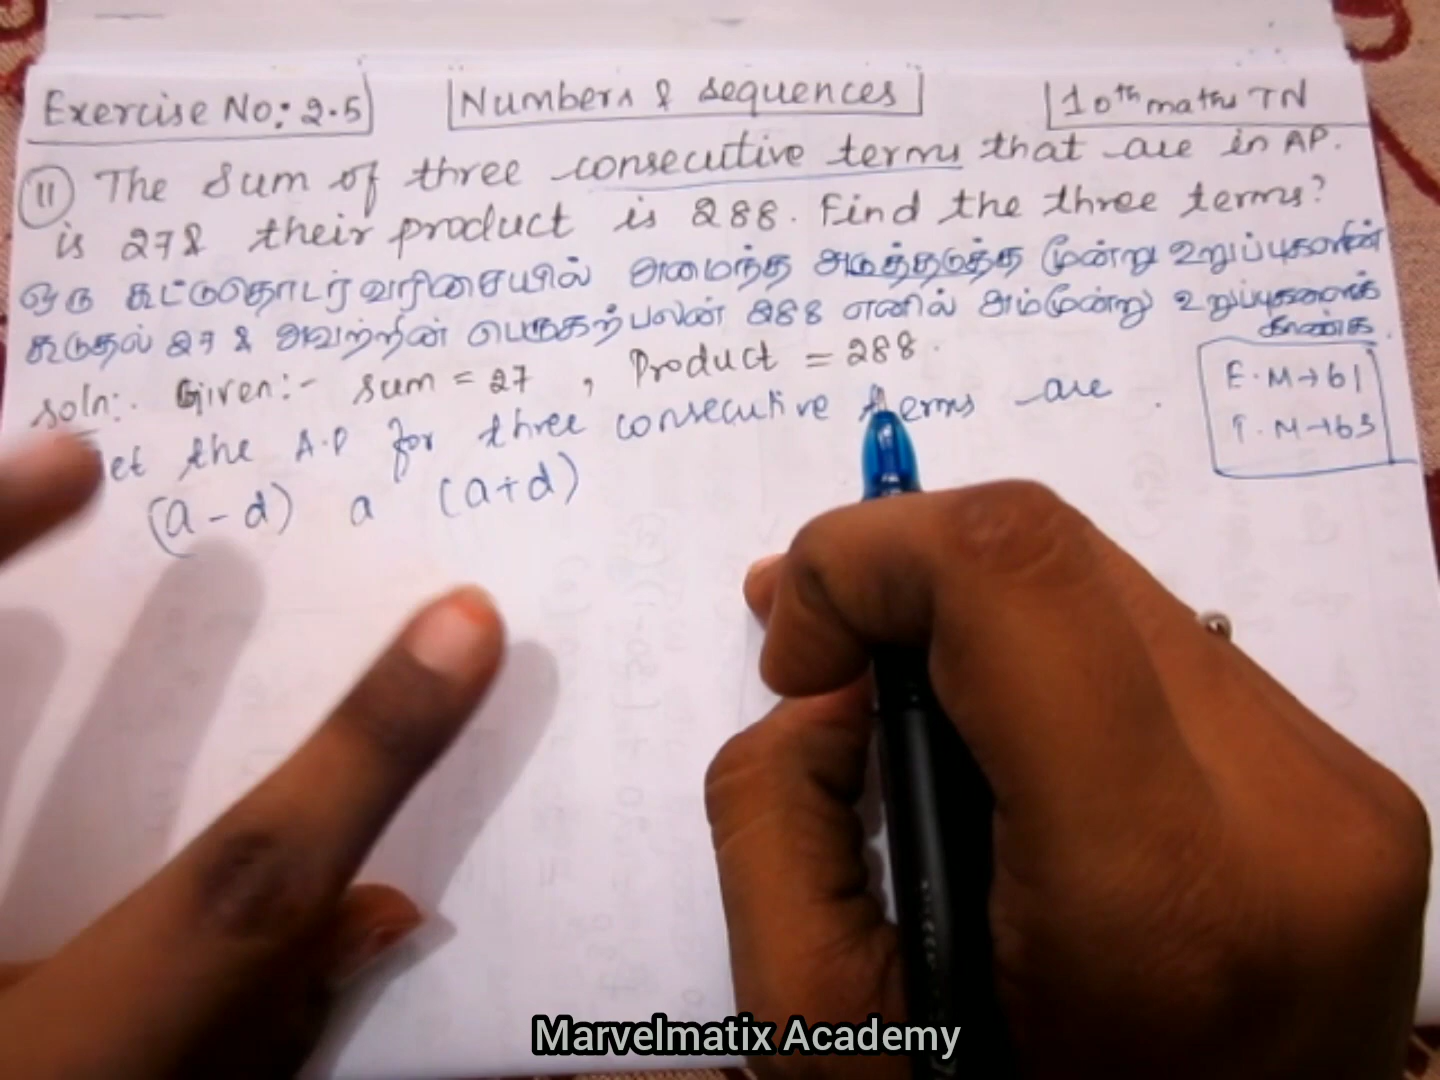 Exercise No: 2.5
Numbers & sequences
10th maths TN
11 The Sum of three consecutive terms that are in AP.
is 27 & their product is 288. Find the three terms?
ஒரு கூட்டுதொடர் வரிசையில் அமைந்த அடுத்தடுத்த மூன்று உறுப்புகளின்
கூடுதல் 27 & அவற்றின் பெருக்கற்பலன் 288 எனில் அம்மூன்று உறுப்புகளைக்
காண்க.
soln:. Given:- sum = 27 , Product = 288.
et the A.P for three consecutive terms are
(a-d) a (a+d)
E.M→61
T.M→63
Marvelmatix Academy